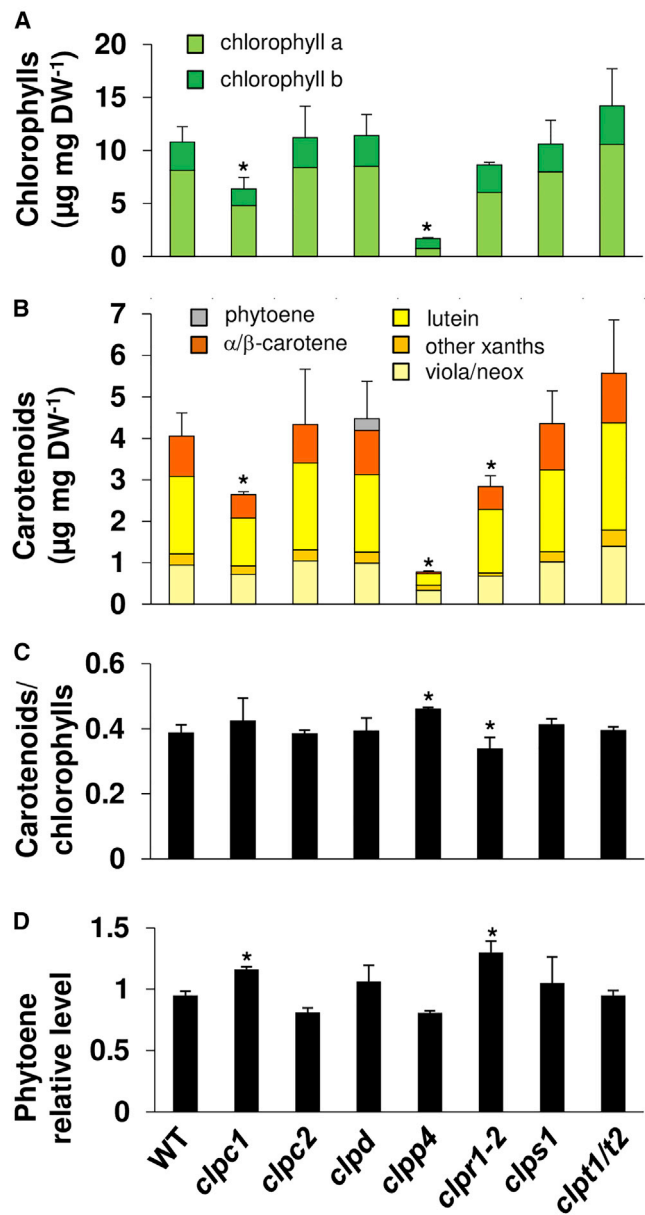 A
chlorophyll a
chlorophyll b
Chlorophylls
(µg mg DW-1)
20
15
10
5
0
*
*
B
phytoene
α/β-carotene
lutein
other xanths
viola/neox
Carotenoids
(µg mg DW-1)
7
6
5
4
3
2
1
0
*
*
*
C
Carotenoids/
chlorophylls
0.6
0.4
0.2
0
*
*
D
Phytoene
relative level
1.5
1
0.5
0
*
*
WT
clpc1
clpc2
clpd
clpp4
clpr1-2
clps1
clpt1/t2